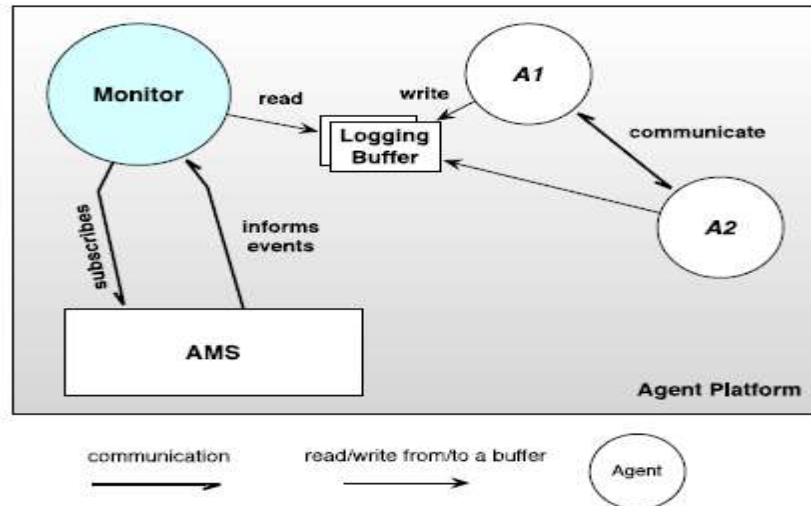 Monitor
read
write
A1
Logging
Buffer
communicate
A2
subscribes
informs
events
AMS
Agent Platform
communication
read/write from/to a buffer
Agent